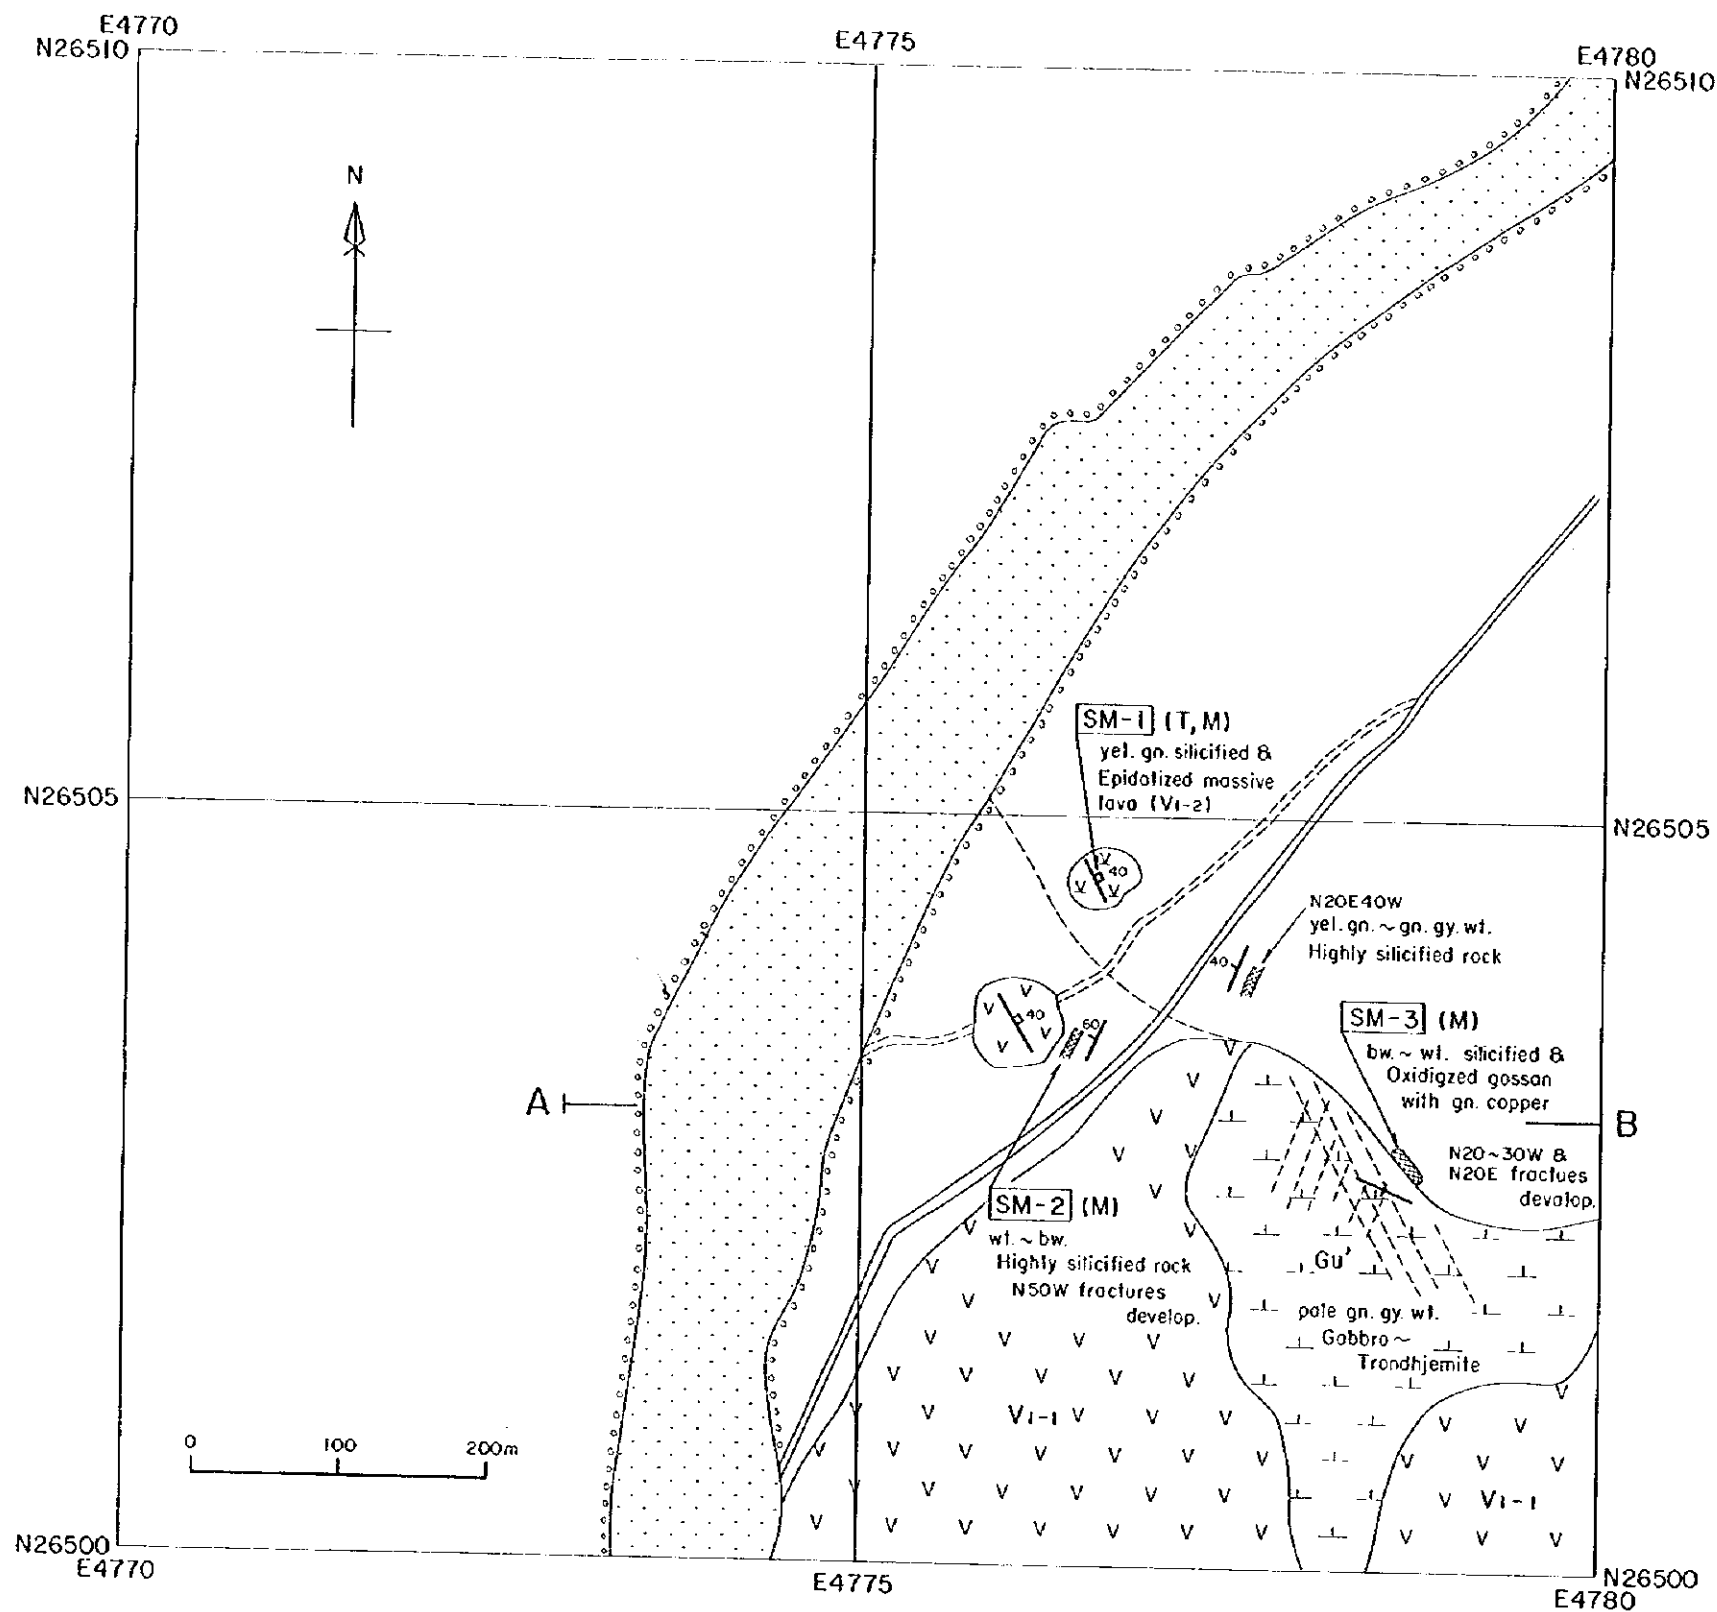 E4770
E4775
E4780
N26510
N26510
N
SM-1 (T, M)
yel. gn. silicified &
Epidotized massive
lava (V1-2)
N26505
N26505
40
N20E40W
yel. gn. ~ gn. gy. wt.
Highly silicified rock
40
40
60
SM-3 (M)
bw. ~ wt. silicified &
Oxidigzed gossan
with gn. copper
A
B
N20~30W &
N20E fractues
develop.
SM-2 (M)
wt. ~ bw.
Highly silicified rock
N50W fractures
develop.
Gu'
pale gn. gy. wt.
Gabbro ~
Trondhjemite
V1-1
0 100 200m
V1-1
N26500
N26500
E4770
E4775
E4780